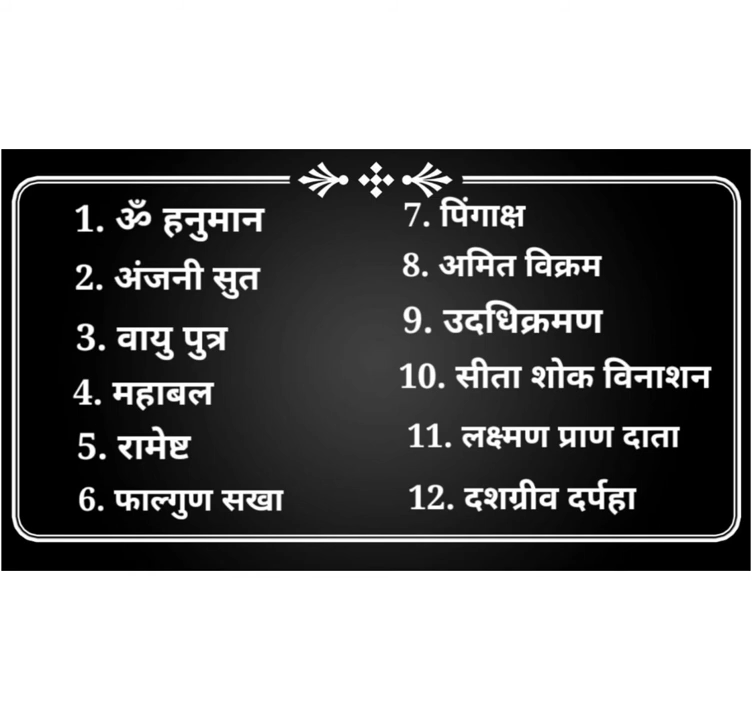 1. ॐ हनुमान
2. अंजनी सुत
3. वायु पुत्र
4. महाबल
5. रामेष्ट
6. फाल्गुण सखा
7. पिंगाक्ष
8. अमित विक्रम
9. उदधिक्रमण
10. सीता शोक विनाशन
11. लक्ष्मण प्राण दाता
12. दशग्रीव दर्पहा